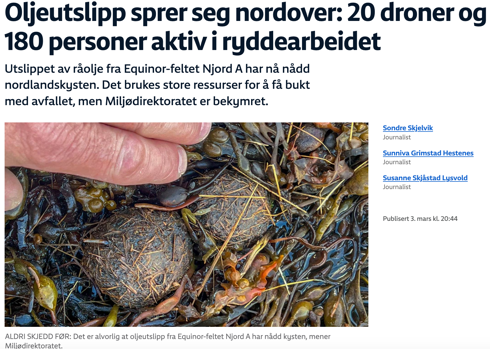 Oljeutslipp sprer seg nordover: 20 droner og
180 personer aktiv i ryddearbeidet
Utslippet av råolje fra Equinor-feltet Njord A har nå nådd
nordlandskysten. Det brukes store ressurser for å få bukt
med avfallet, men Miljødirektoratet er bekymret.
Sondre Skjelvik
Journalist
Sunniva Grimstad Hestenes
Journalist
Susanne Skjåstad Lysvold
Journalist
Publisert 3. mars kl. 20:44
ALDRI SKJEDD FØR: Det er alvorlig at oljeutslipp fra Equinor-feltet Njord A har nådd kysten, mener
Miljødirektoratet.